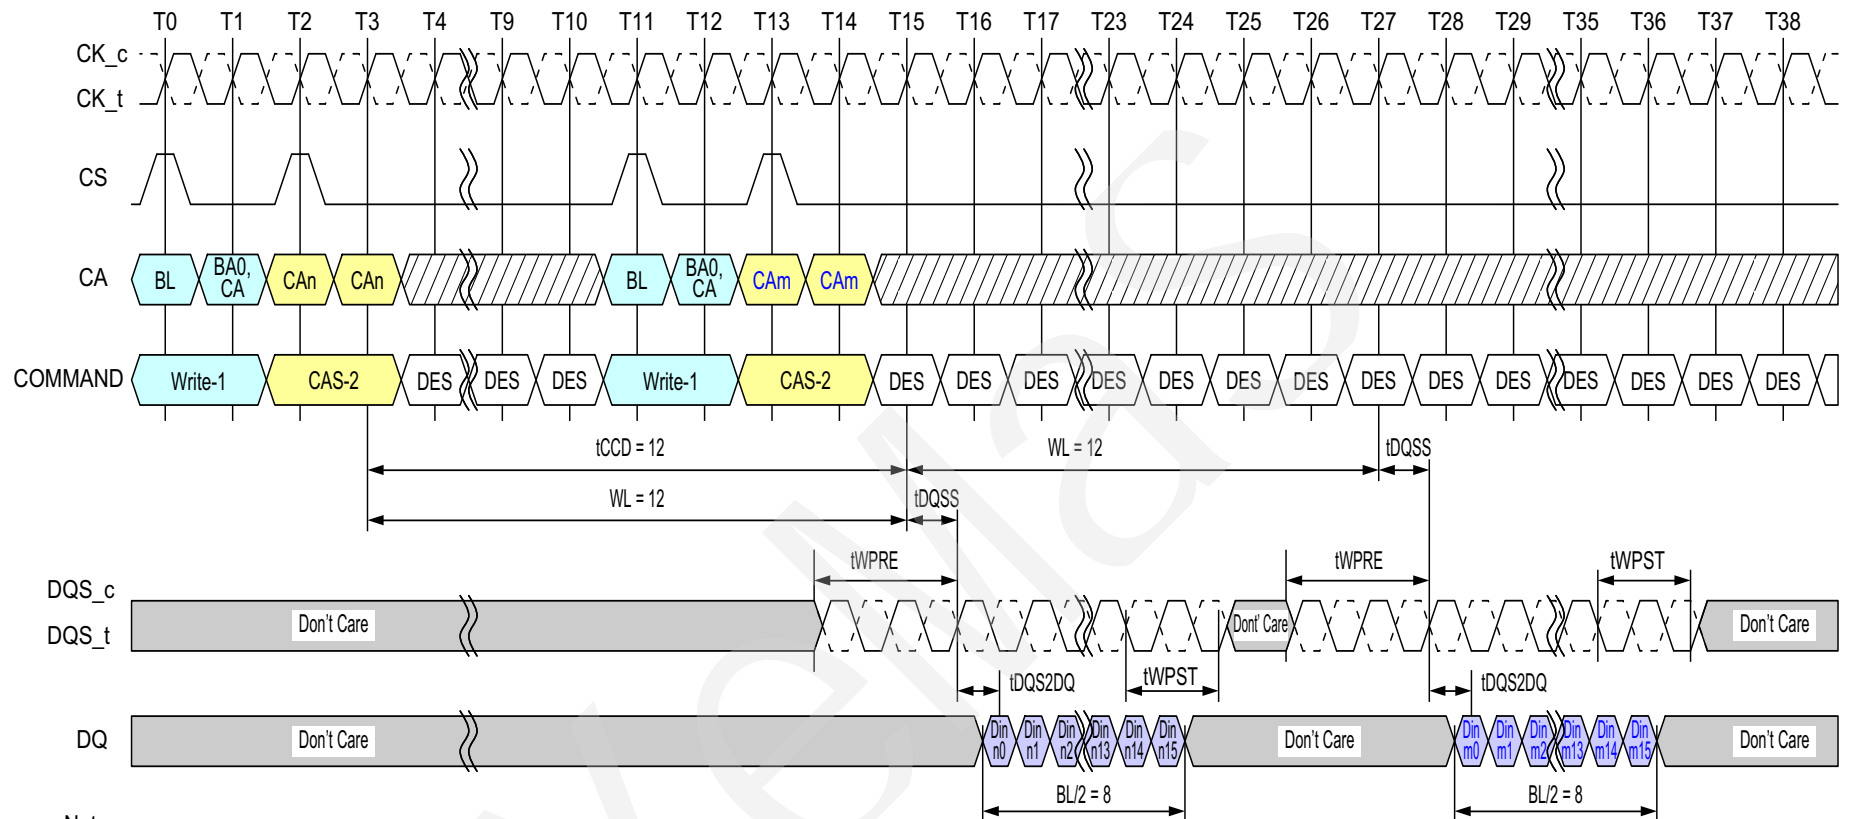 T0 T1 T2 T3 T4 T9 T10 T11 T12 T13 T14 T15 T16 T17 T23 T24 T25 T26 T27 T28 T29 T35 T36 T37 T38
CK_c
CK_t
CS
CA BL BA0, CA CAn CAn BL BA0, CA CAm CAm
COMMAND Write-1 CAS-2 DES DES DES Write-1 CAS-2 DES DES DES DES DES DES DES DES DES DES DES DES DES DES
tCCD = 12 WL = 12 tDQSS
WL = 12 tDQSS
tWPRE tWPRE tWPST
DQS_c
DQS_t Don't Care Dont' Care Don't Care
tDQS2DQ tWPST tDQS2DQ
DQ Don't Care Din n0 Din n1 Din n2 Din n13 Din n14 Din n15 Don't Care Din m0 Din m1 Din m2 Din m13 Din m14 Din m15 Don't Care
BL/2 = 8 BL/2 = 8